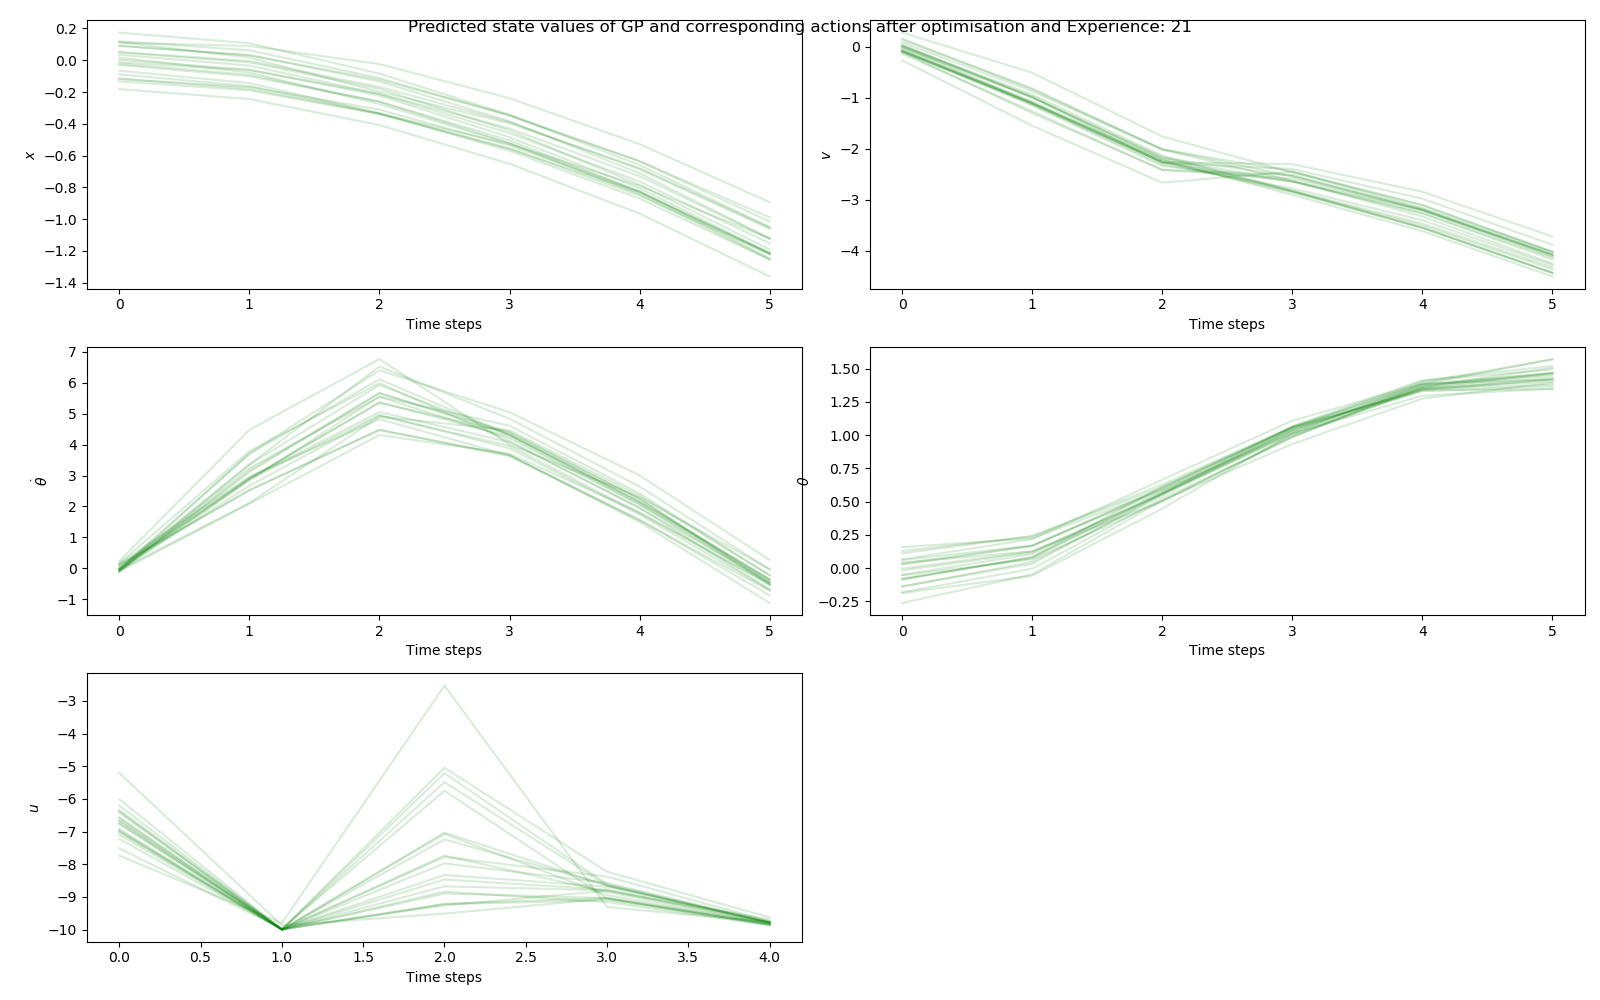 Predicted state values of GP and corresponding actions after optimisation and Experience: 21
0.2
0.0
−0.2
−0.4
−0.6
−0.8
−1.0
−1.2
−1.4
x
0 1 2 3 4 5
Time steps
0
−1
−2
−3
−4
v
0 1 2 3 4 5
Time steps
7
6
5
4
3
2
1
0
−1
θ̇
0 1 2 3 4 5
Time steps
1.50
1.25
1.00
0.75
0.50
0.25
0.00
−0.25
θ
0 1 2 3 4 5
Time steps
−3
−4
−5
−6
−7
−8
−9
−10
u
0.0 0.5 1.0 1.5 2.0 2.5 3.0 3.5 4.0
Time steps